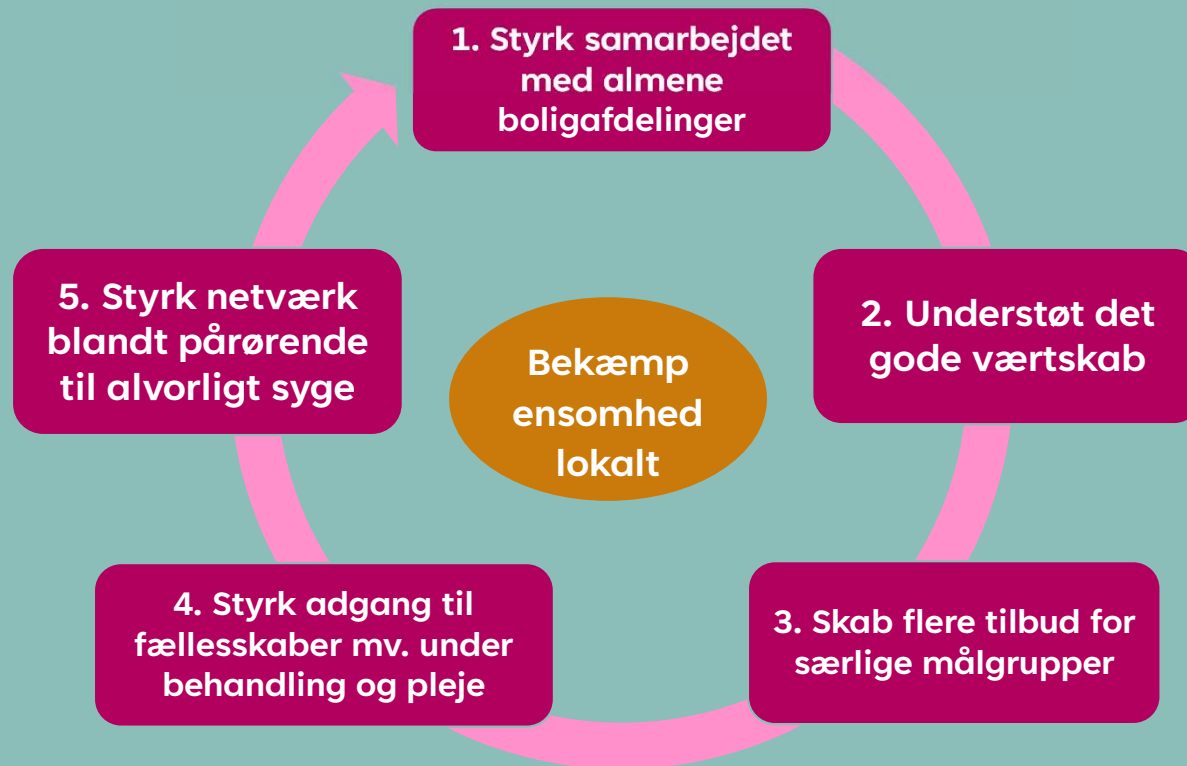 1. Styrk samarbejdet
med almene
boligafdelinger
2. Understøt det
gode værtskab
3. Skab flere tilbud for
særlige målgrupper
4. Styrk adgang til
fællesskaber mv. under
behandling og pleje
5. Styrk netværk
blandt pårørende
til alvorligt syge
Bekæmp
ensomhed
lokalt